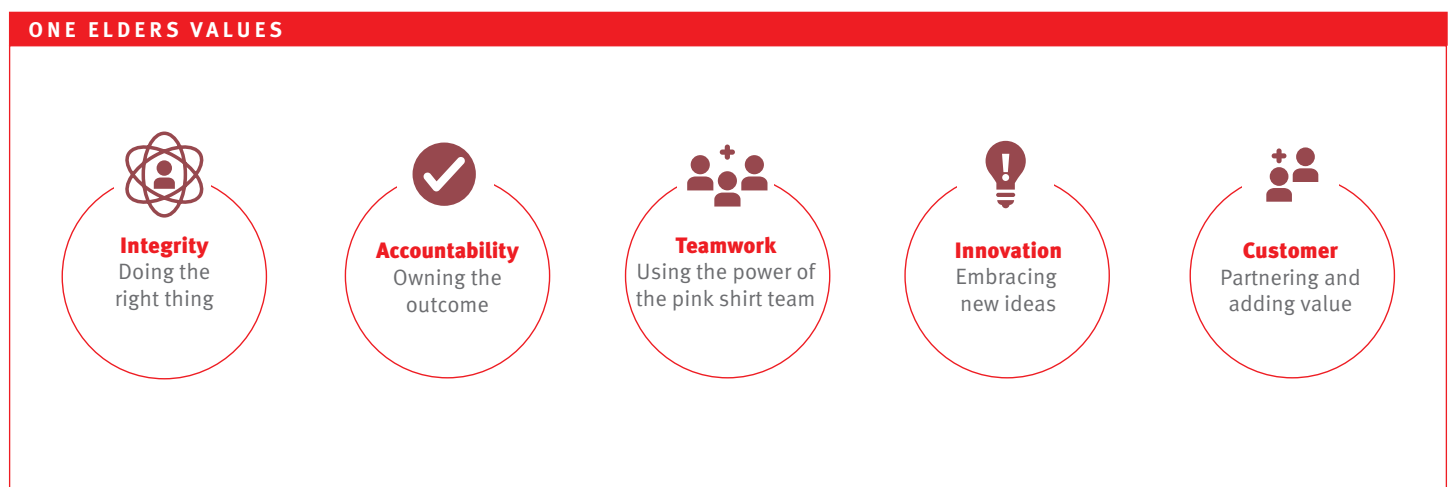 ONE ELDERS VALUES
Integrity
Doing the
right thing
Accountability
Owning the
outcome
Teamwork
Using the power of
the pink shirt team
Innovation
Embracing
new ideas
Customer
Partnering and
adding value